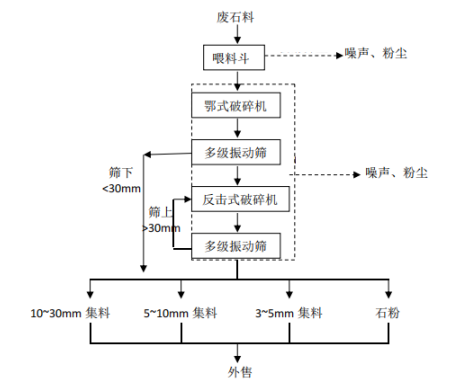 废石料
喂料斗
噪声、粉尘
鄂式破碎机
多级振动筛
筛下
<30mm
噪声、粉尘
反击式破碎机
筛上
>30mm
多级振动筛
10~30mm 集料
5~10mm 集料
3~5mm 集料
石粉
外售